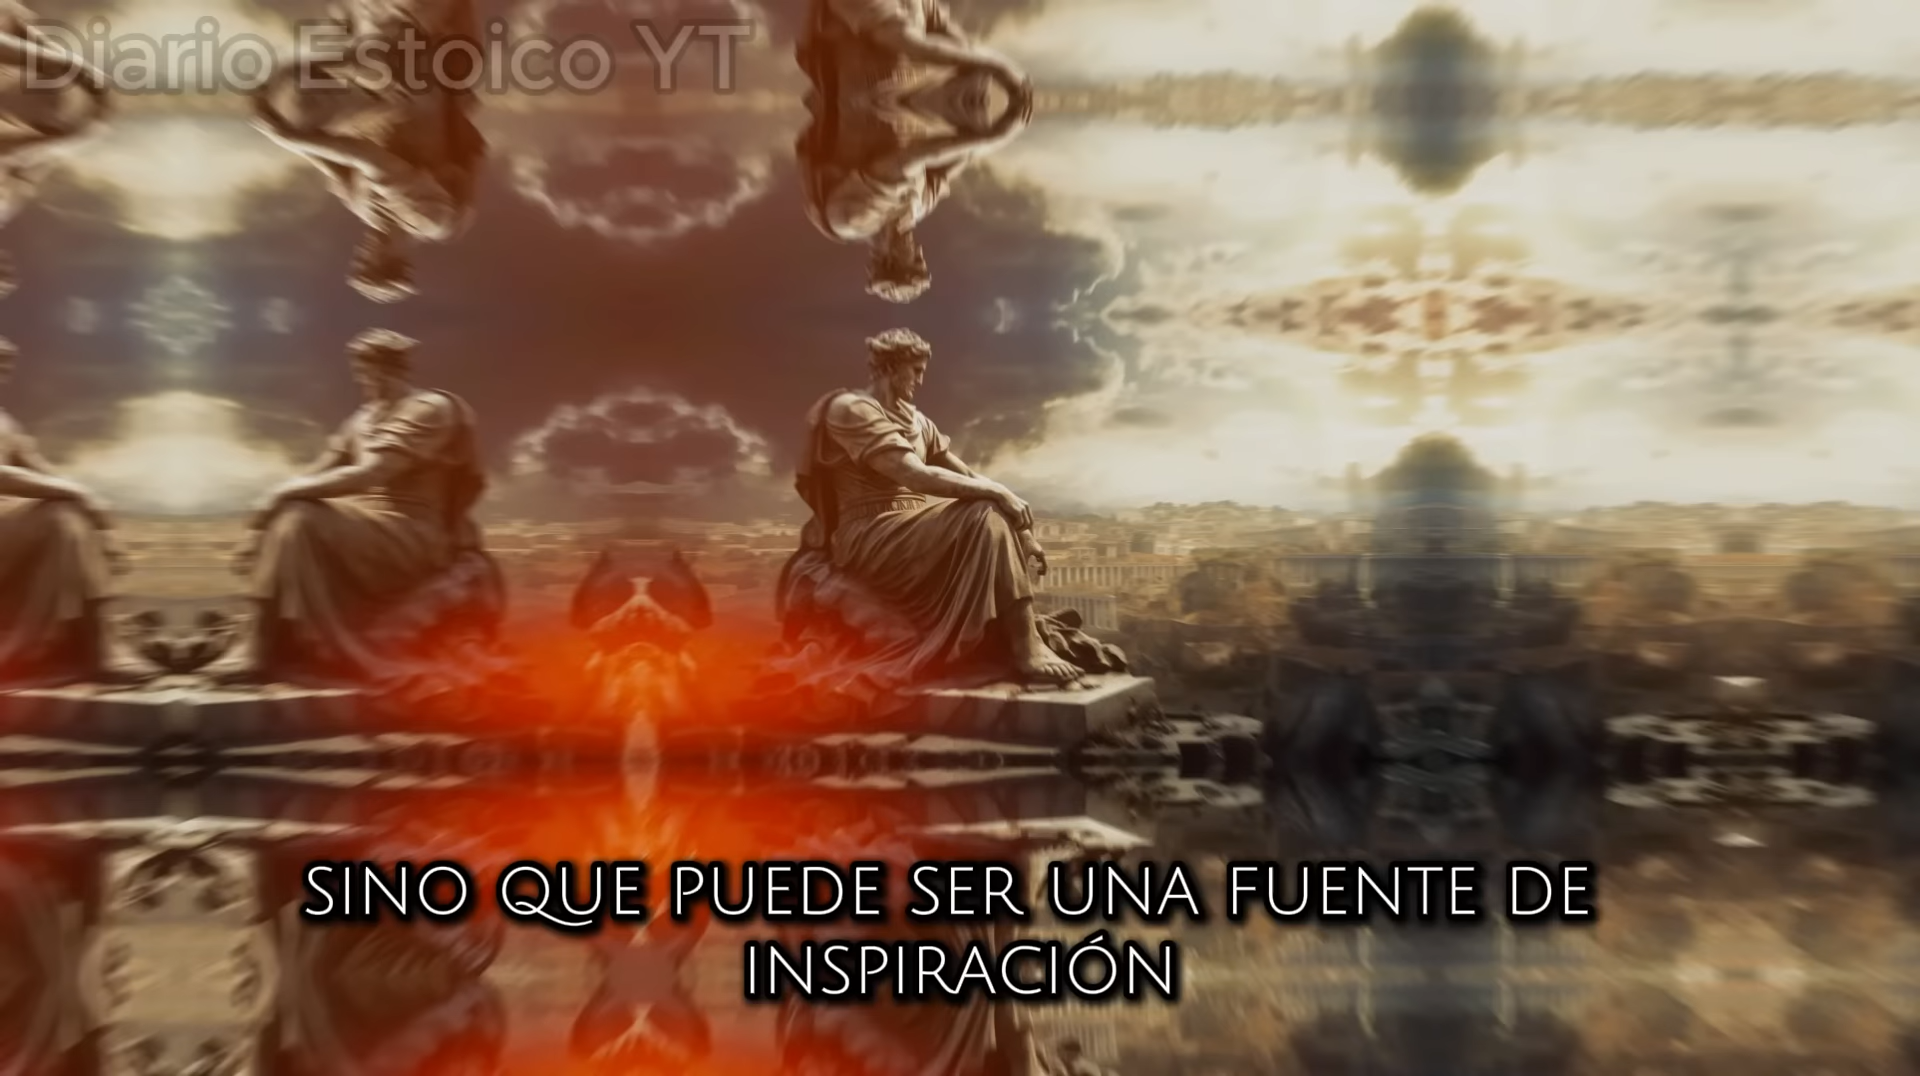 Diario Estoico YT
SINO QUE PUEDE SER UNA FUENTE DE
INSPIRACIÓN